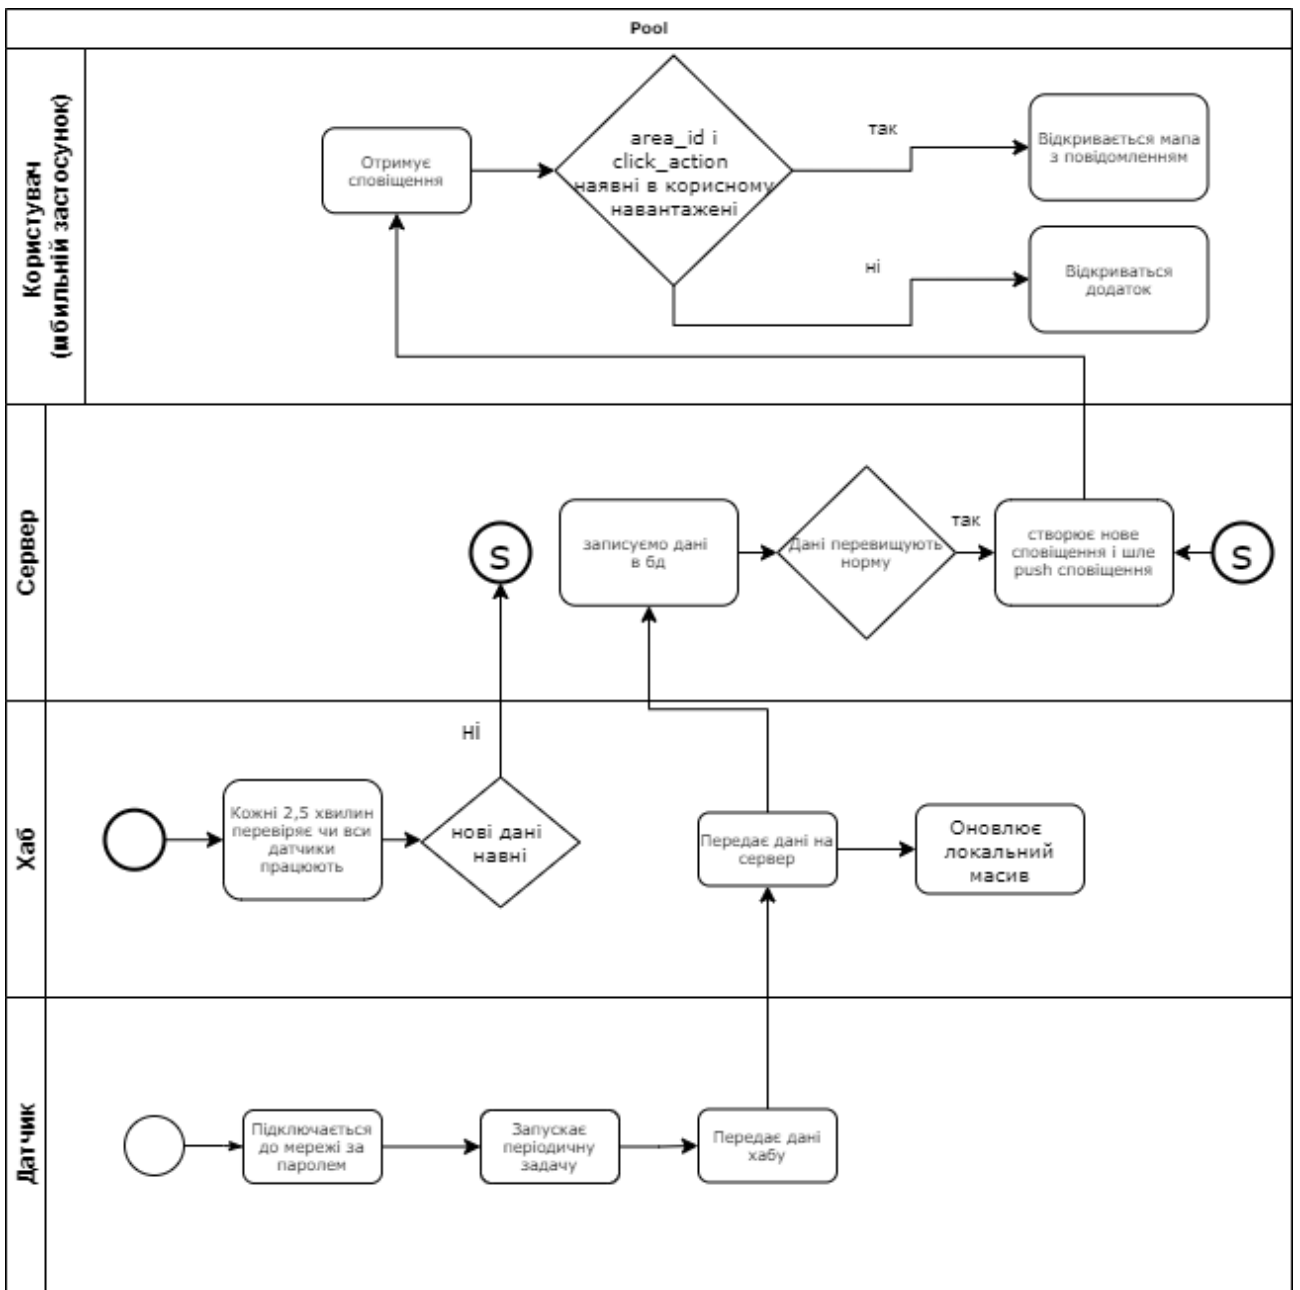 Pool
Користувач
(мбильній застосунок)
Отримує
сповіщення
area_id і
click_action
наявні в корисному
навантажені
так
Відкривається мапа
з повідомленням
ні
Відкриваться
додаток
Сервер
S
записуємо дані
в бд
Дані перевищують
норму
так
створює нове
сповіщення і шле
push сповіщення
S
Хаб
ні
Кожні 2,5 хвилин
перевіряє чи вси
датчики
працюють
нові дані
навні
Передає дані на
сервер
Оновлює
локальний
масив
Датчик
Підключається
до мережі за
паролем
Запускає
періодичну
задачу
Передає дані
хабу